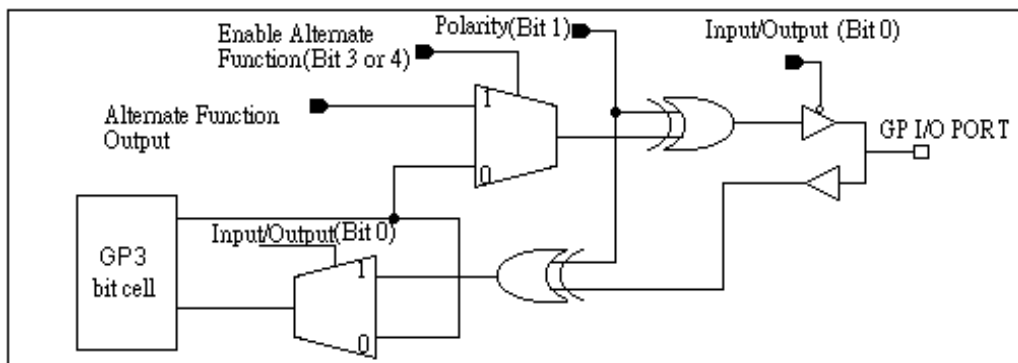 Enable Alternate
Function(Bit 3 or 4)
Polarity(Bit 1)
Input/Output (Bit 0)
Alternate Function
Output
1
0
GP I/O PORT
GP3
bit cell
Input/Output(Bit 0)
1
0